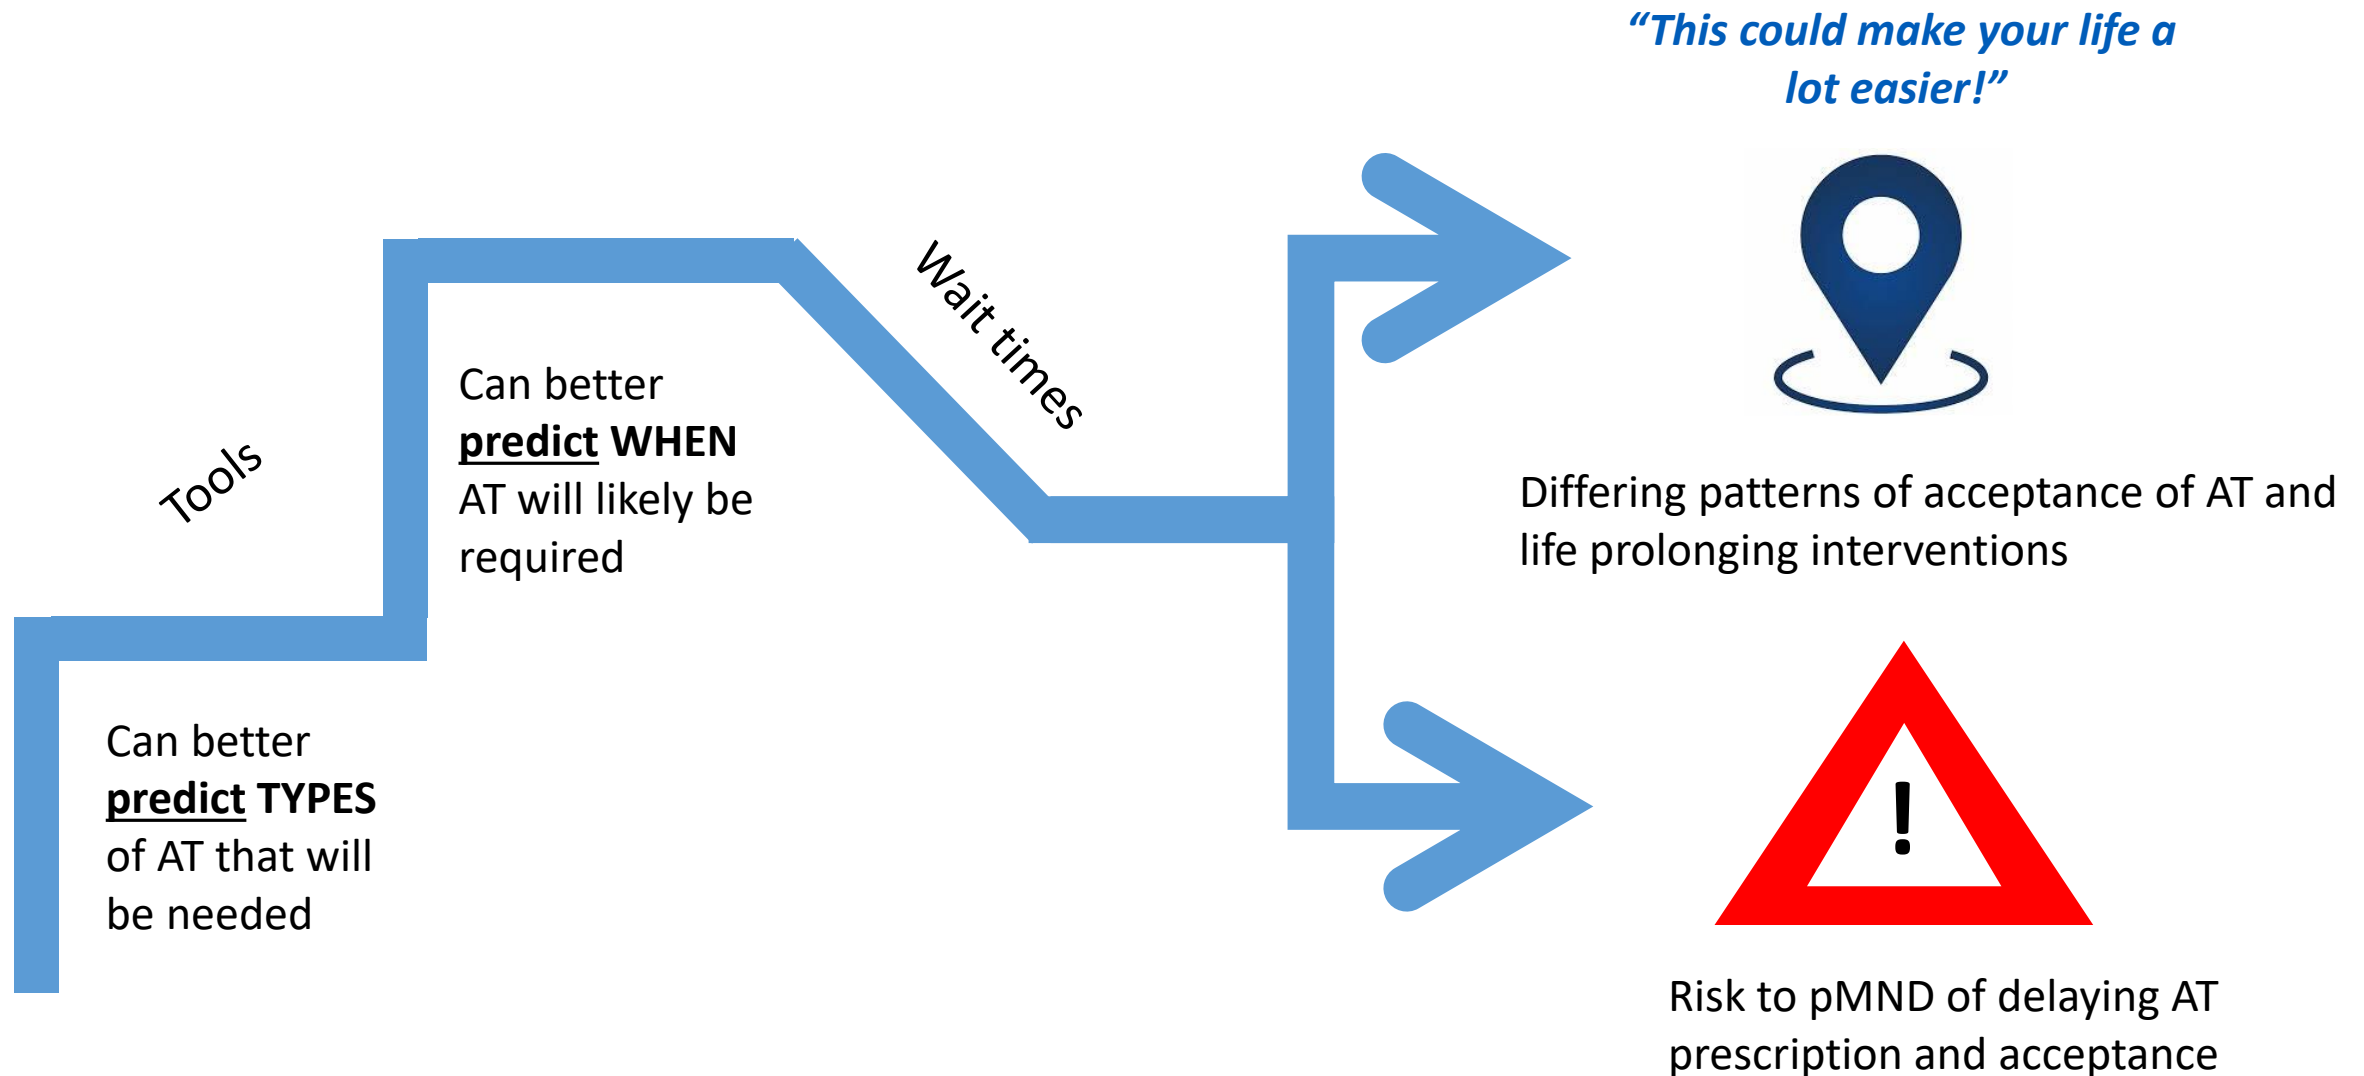 “This could make your life a
lot easier!”
Wait times
Can better
predict WHEN
AT will likely be
required
Tools
Differing patterns of acceptance of AT and
life prolonging interventions
Can better
predict TYPES
of AT that will
be needed
!
Risk to pMND of delaying AT
prescription and acceptance